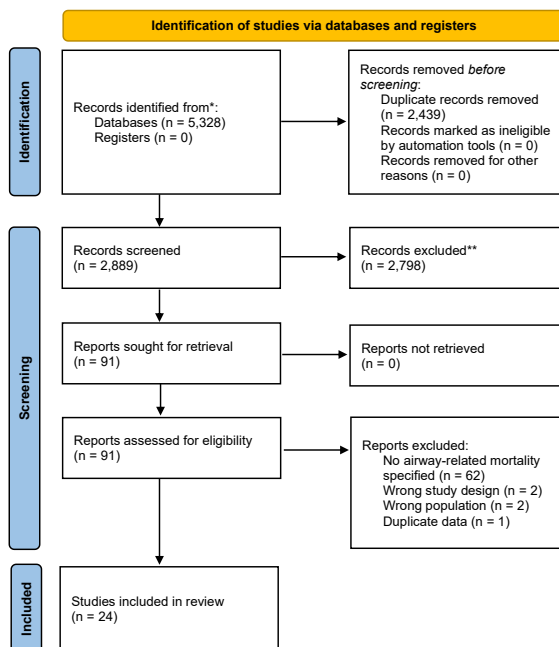 Identification of studies via databases and registers
Identification
Records identified from*:
Databases (n = 5,328)
Registers (n = 0)
Records removed before
screening:
Duplicate records removed
(n = 2,439)
Records marked as ineligible
by automation tools (n = 0)
Records removed for other
reasons (n = 0)
Screening
Records screened
(n = 2,889)
Records excluded**
(n = 2,798)
Reports sought for retrieval
(n = 91)
Reports not retrieved
(n = 0)
Reports assessed for eligibility
(n = 91)
Reports excluded:
No airway-related mortality
specified (n = 62)
Wrong study design (n = 2)
Wrong population (n = 2)
Duplicate data (n = 1)
Included
Studies included in review
(n = 24)